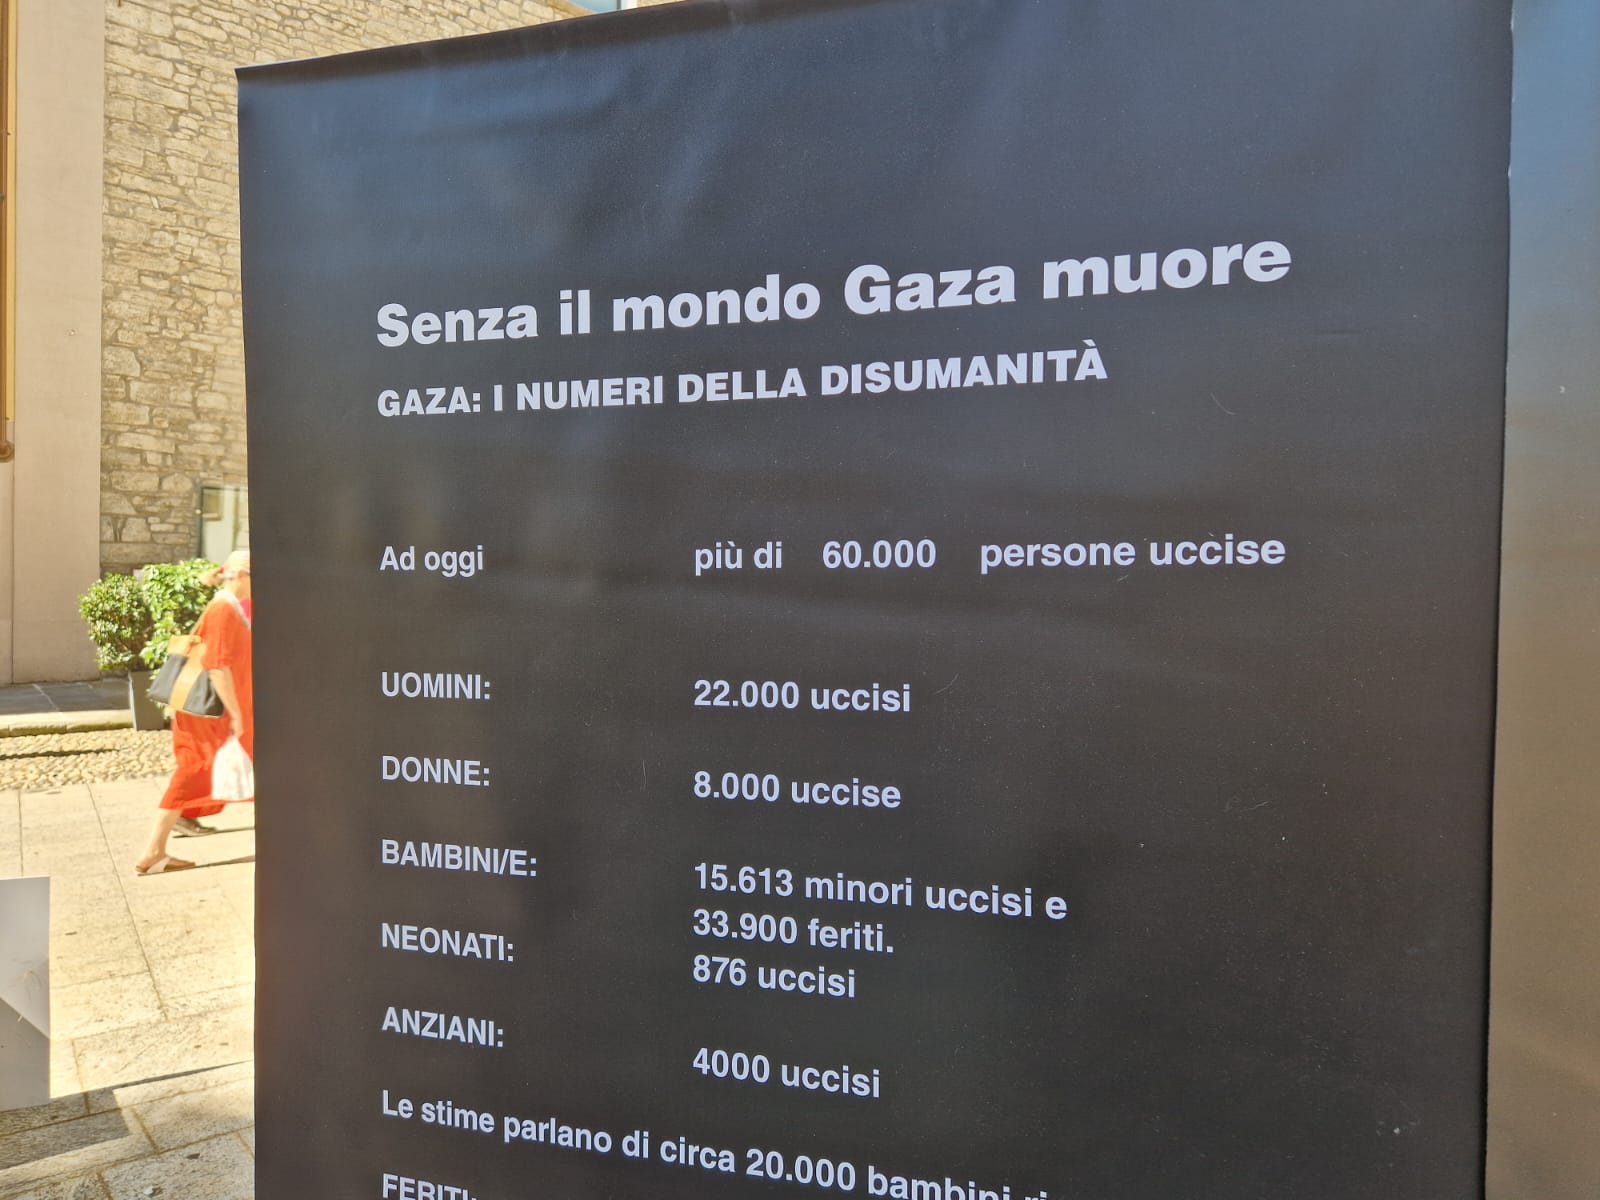 Senza il mondo Gaza muore
GAZA: I NUMERI DELLA DISUMANITÀ
Ad oggi più di 60.000 persone uccise
UOMINI: 22.000 uccisi
DONNE: 8.000 uccise
BAMBINI/E: 15.613 minori uccisi e
33.900 feriti.
NEONATI: 876 uccisi
ANZIANI: 4000 uccisi
Le stime parlano di circa 20.000 bambini
FERITI: